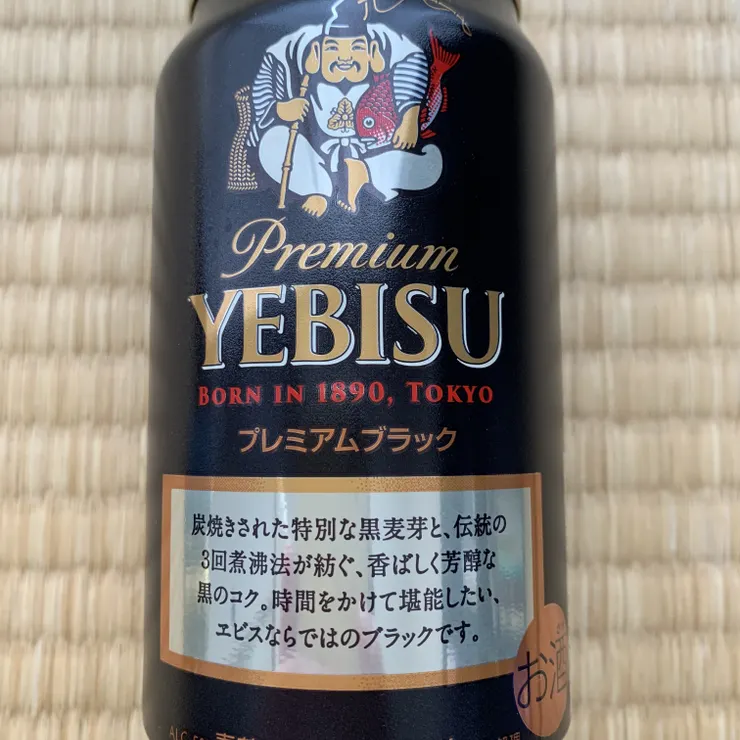 Premium
YEBISU
BORN IN 1890, TOKYO
プレミアムブラック
炭焼きされた特別な黒麦芽と、伝統の
3回煮沸法が紡ぐ、香ばしく芳醇な
黒のコク。時間をかけて堪能したい、
ヱビスならではのブラックです。
お酒